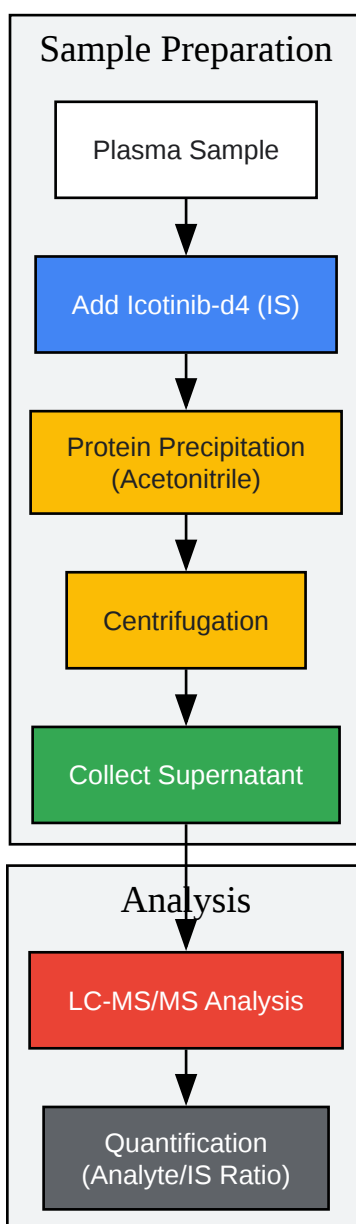 Sample Preparation
Plasma Sample
Add Icotinib-d4 (IS)
Protein Precipitation
(Acetonitrile)
Centrifugation
Collect Supernatant
Analysis
LC-MS/MS Analysis
Quantification
(Analyte/IS Ratio)